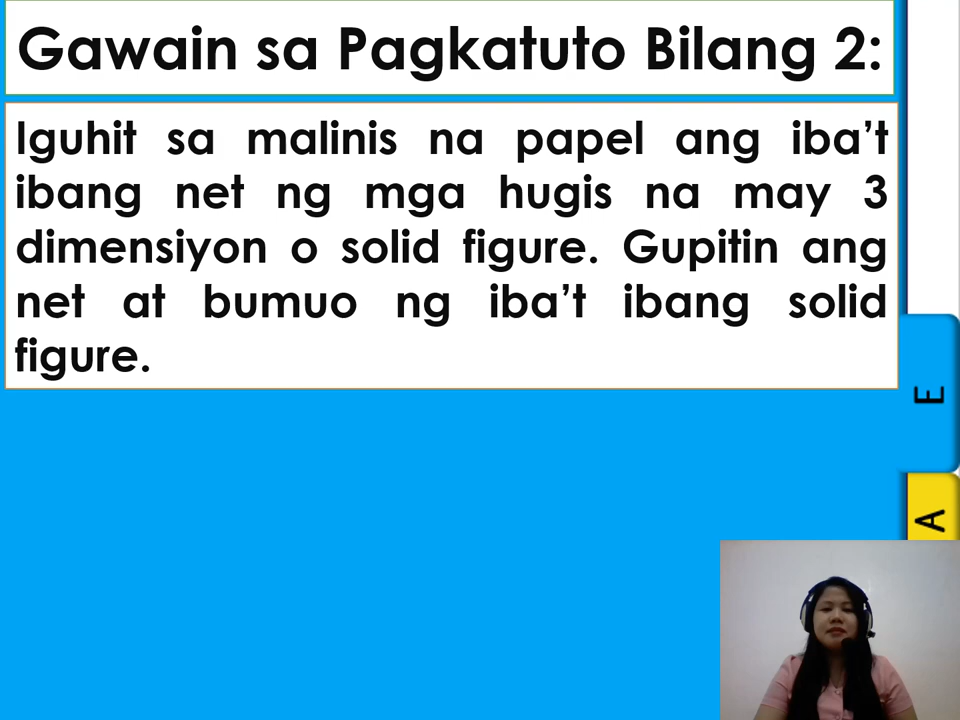 Gawain sa Pagkatuto Bilang 2:
Iguhit sa malinis na papel ang iba’t
ibang net ng mga hugis na may 3
dimensiyon o solid figure. Gupitin ang
net at bumuo ng iba’t ibang solid
figure.
E
A